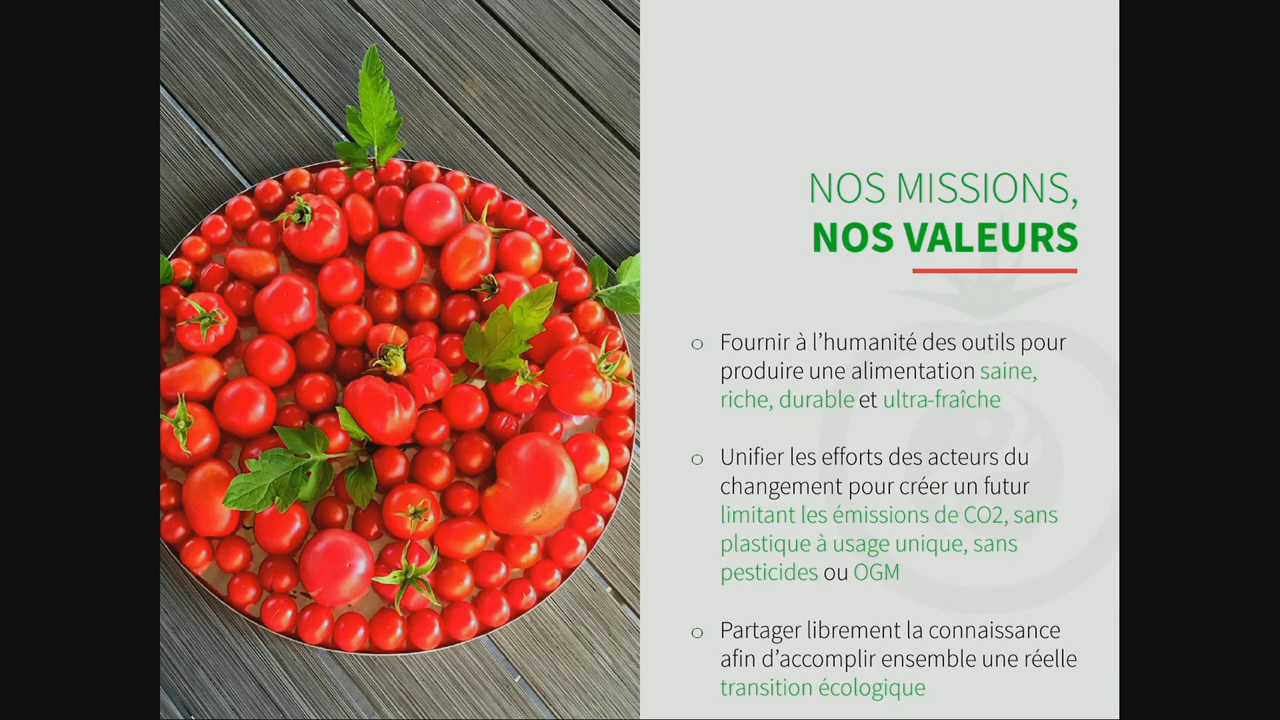 NOS MISSIONS,
NOS VALEURS
○ Fournir à l’humanité des outils pour
produire une alimentation saine,
riche, durable et ultra-fraîche
○ Unifier les efforts des acteurs du
changement pour créer un futur
limitant les émissions de CO2, sans
plastique à usage unique, sans
pesticides ou OGM
○ Partager librement la connaissance
afin d’accomplir ensemble une réelle
transition écologique